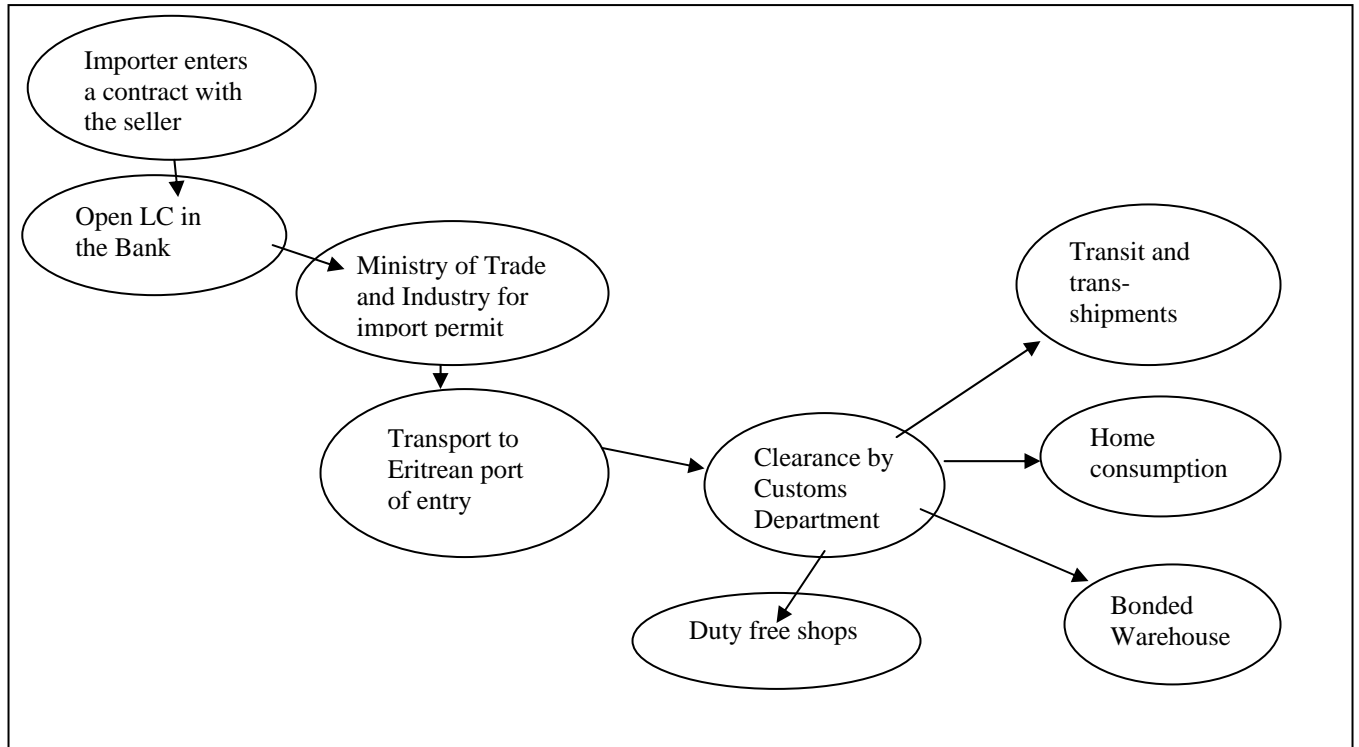 Importer enters
a contract with
the seller
Open LC in
the Bank
Ministry of Trade
and Industry for
import permit
Transport to
Eritrean port
of entry
Clearance by
Customs
Department
Transit and
trans-
shipments
Home
consumption
Bonded
Warehouse
Duty free shops